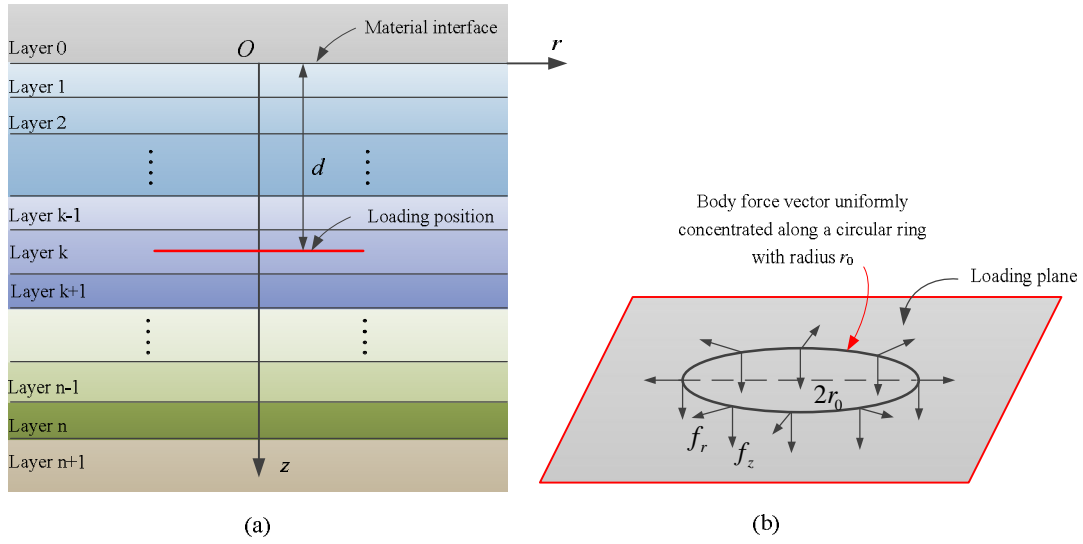 Layer 0
O
Material interface
r
Layer 1
Layer 2
d
Layer k-1
Loading position
Layer k
Layer k+1
Layer n-1
Layer n
Layer n+1
z
(a)
Body force vector uniformly
concentrated along a circular ring
with radius r₀
Loading plane
2r₀
fᵣ
f_z
(b)